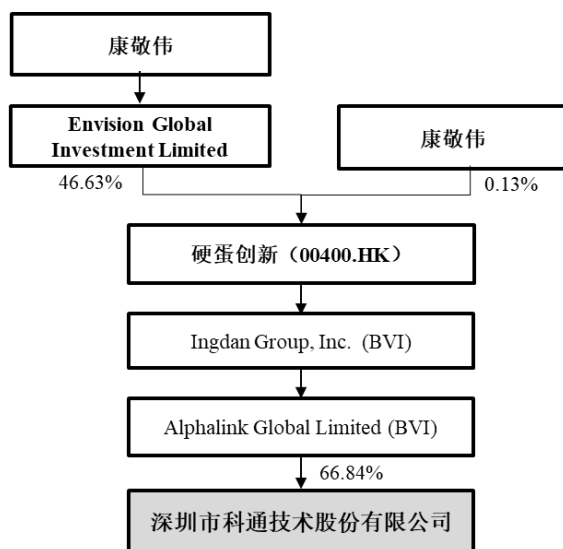 康敬伟
Envision Global
Investment Limited
康敬伟
46.63%
0.13%
硬蛋创新（00400.HK）
Ingdan Group, Inc. (BVI)
Alphalink Global Limited (BVI)
66.84%
深圳市科通技术股份有限公司